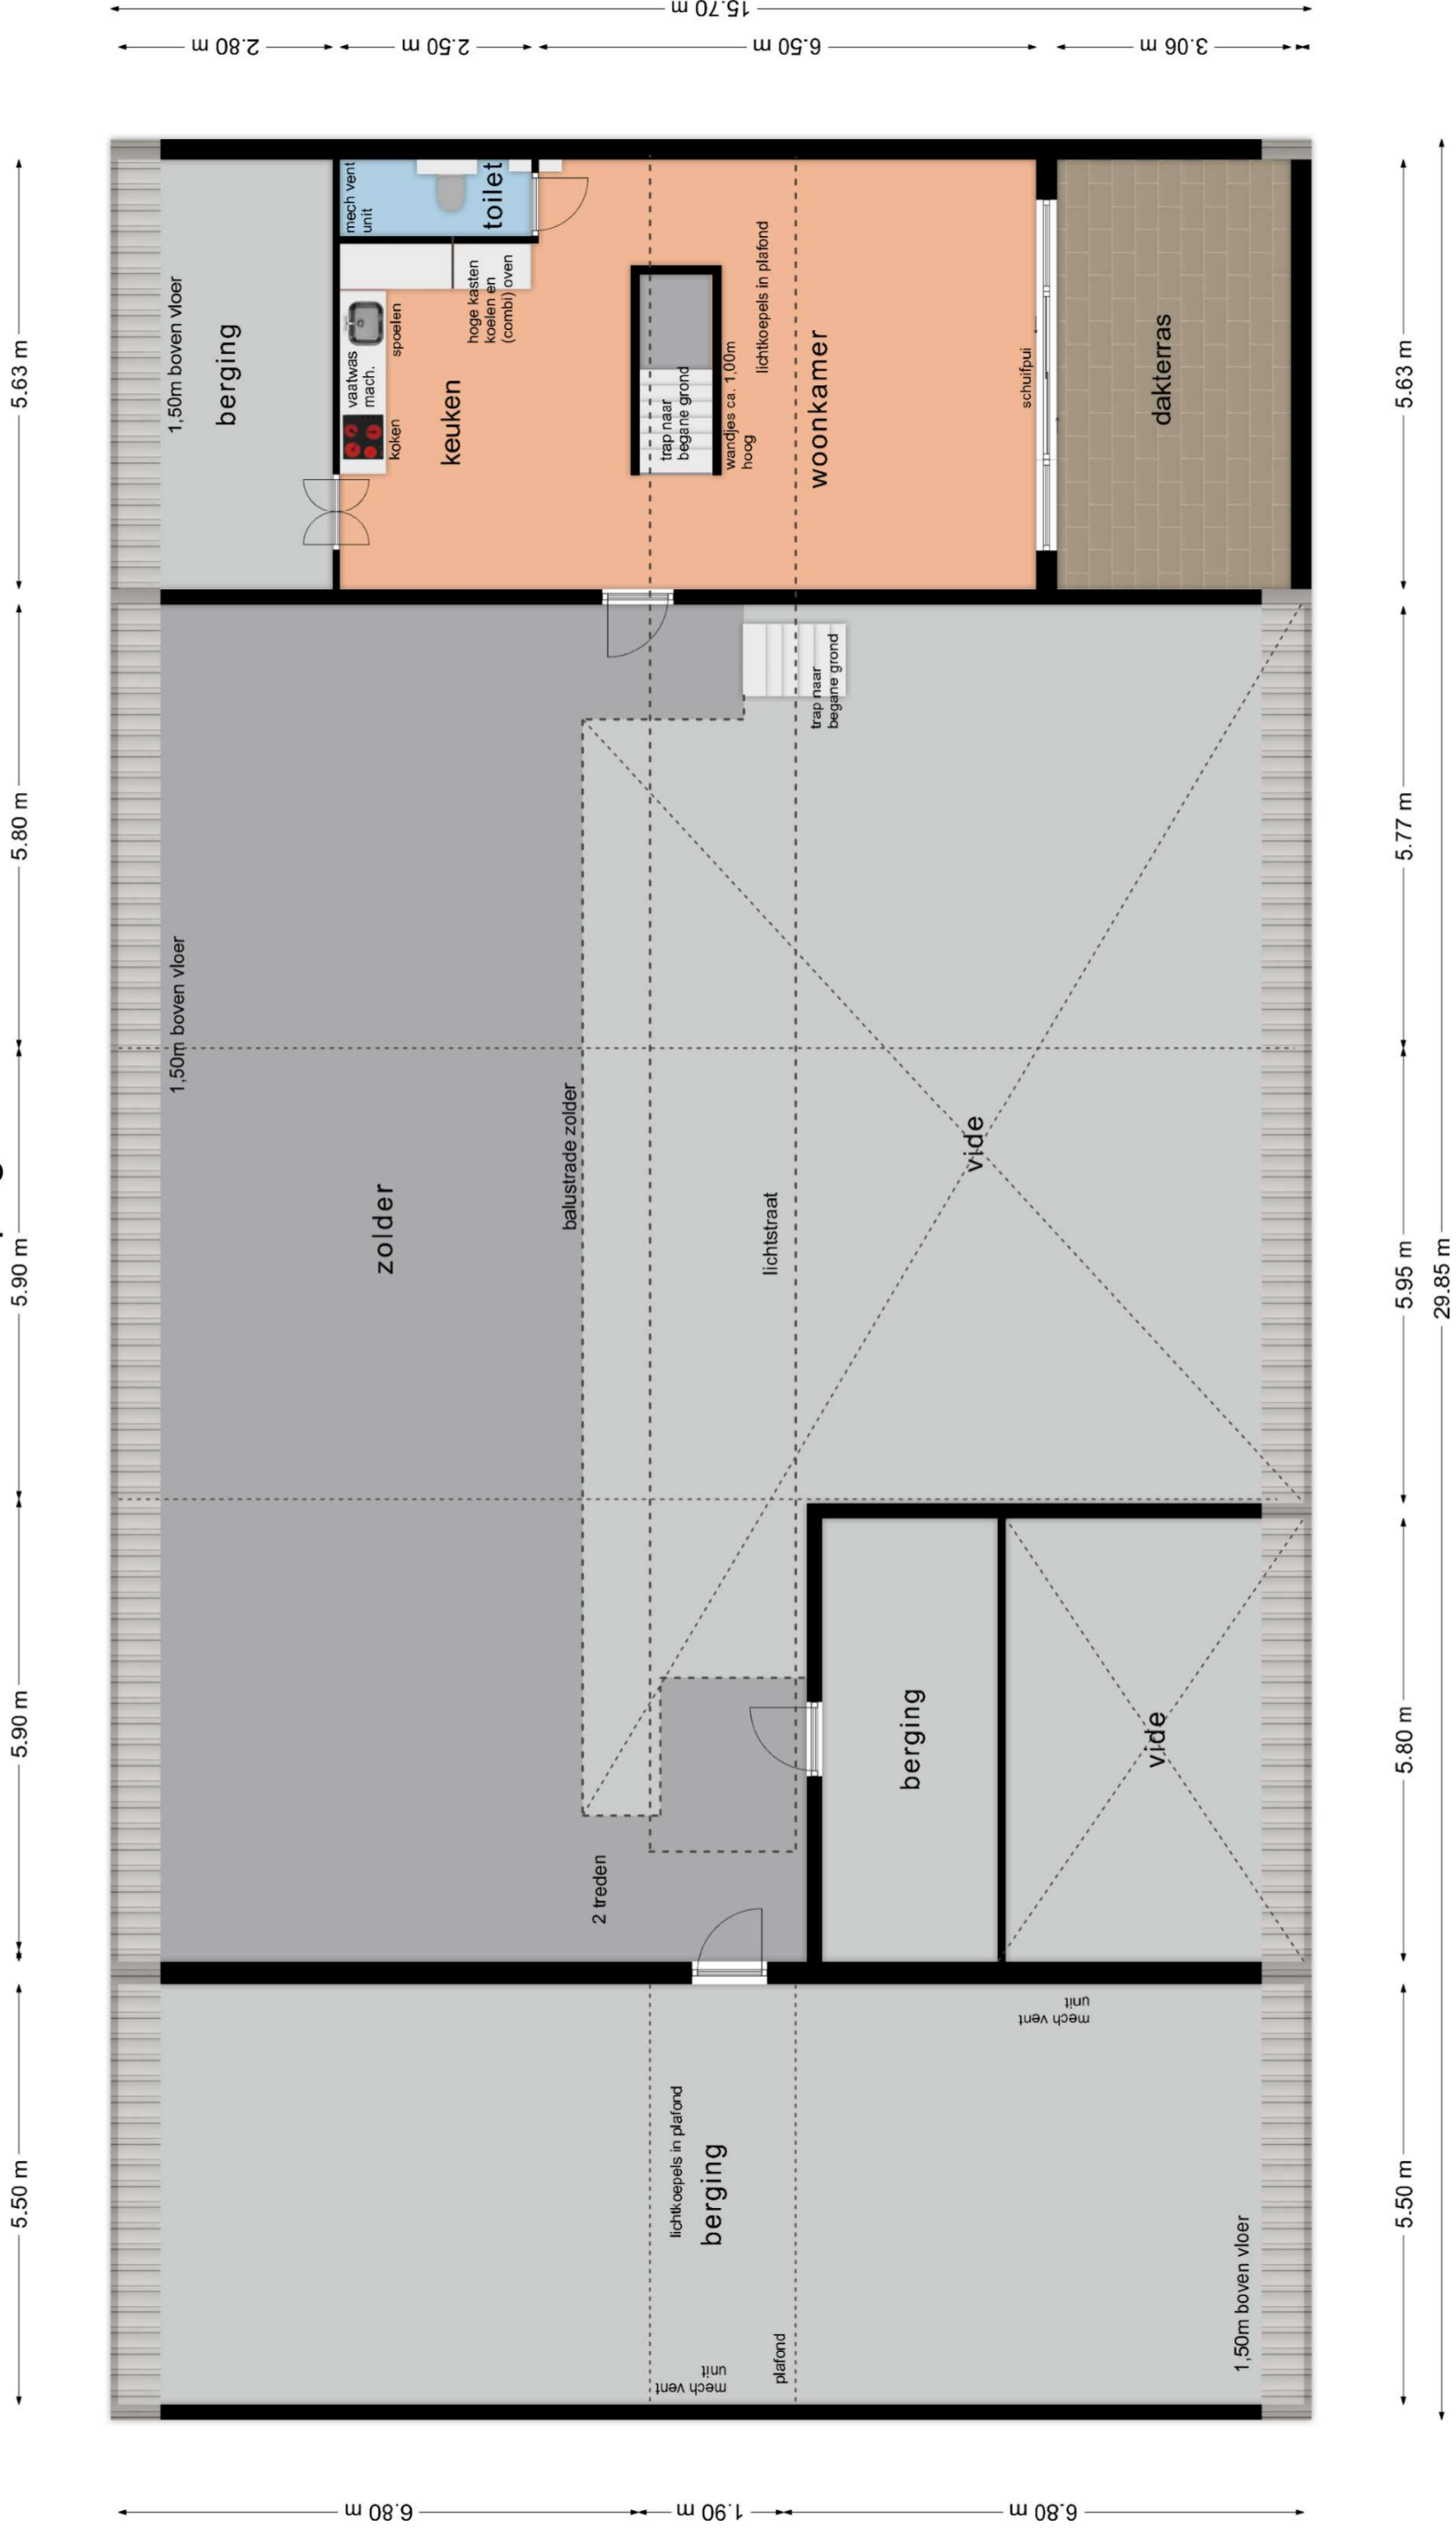 15.70 m
2.80 m
2.50 m
6.50 m
3.06 m
5.63 m
5.80 m
5.90 m
5.90 m
5.50 m
5.63 m
5.77 m
5.95 m
5.80 m
5.50 m
29.85 m
1,50m boven vloer
berging
mech vent
unit
toilet
hoge kasten
koelen en
(combi) oven
spoelen
vaatwas
mach.
koken
keuken
trap naar
begane grond
wandjes ca. 1,00m
hoog
lichtkoepels in plafond
woonkamer
schuifpui
dakterras
trap naar
begane grond
1,50m boven vloer
zolder
balustrade zolder
lichtstraat
vide
2 treden
berging
vide
mech vent
unit
lichtkoepels in plafond
berging
mech vent
unit
plafond
1,50m boven vloer
6.80 m
1.90 m
6.80 m